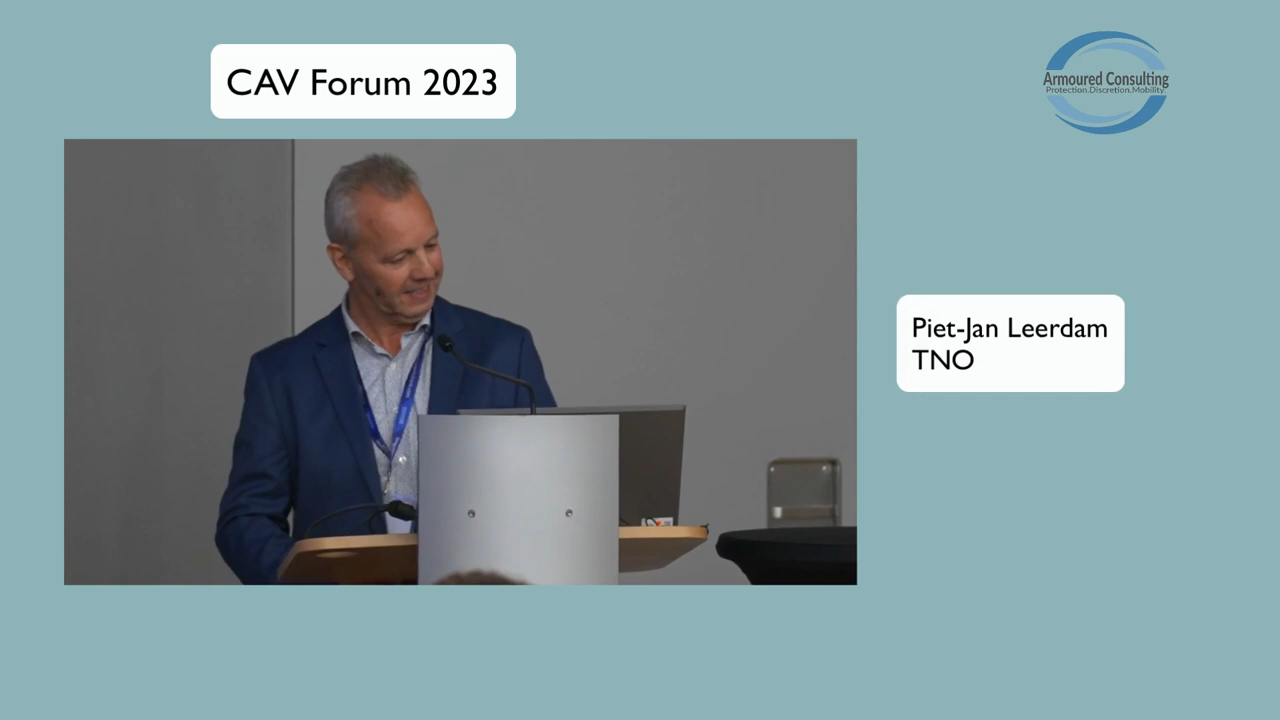 CAV Forum 2023
Armoured Consulting
Protection.Discretion.Mobility.
Piet-Jan Leerdam
TNO